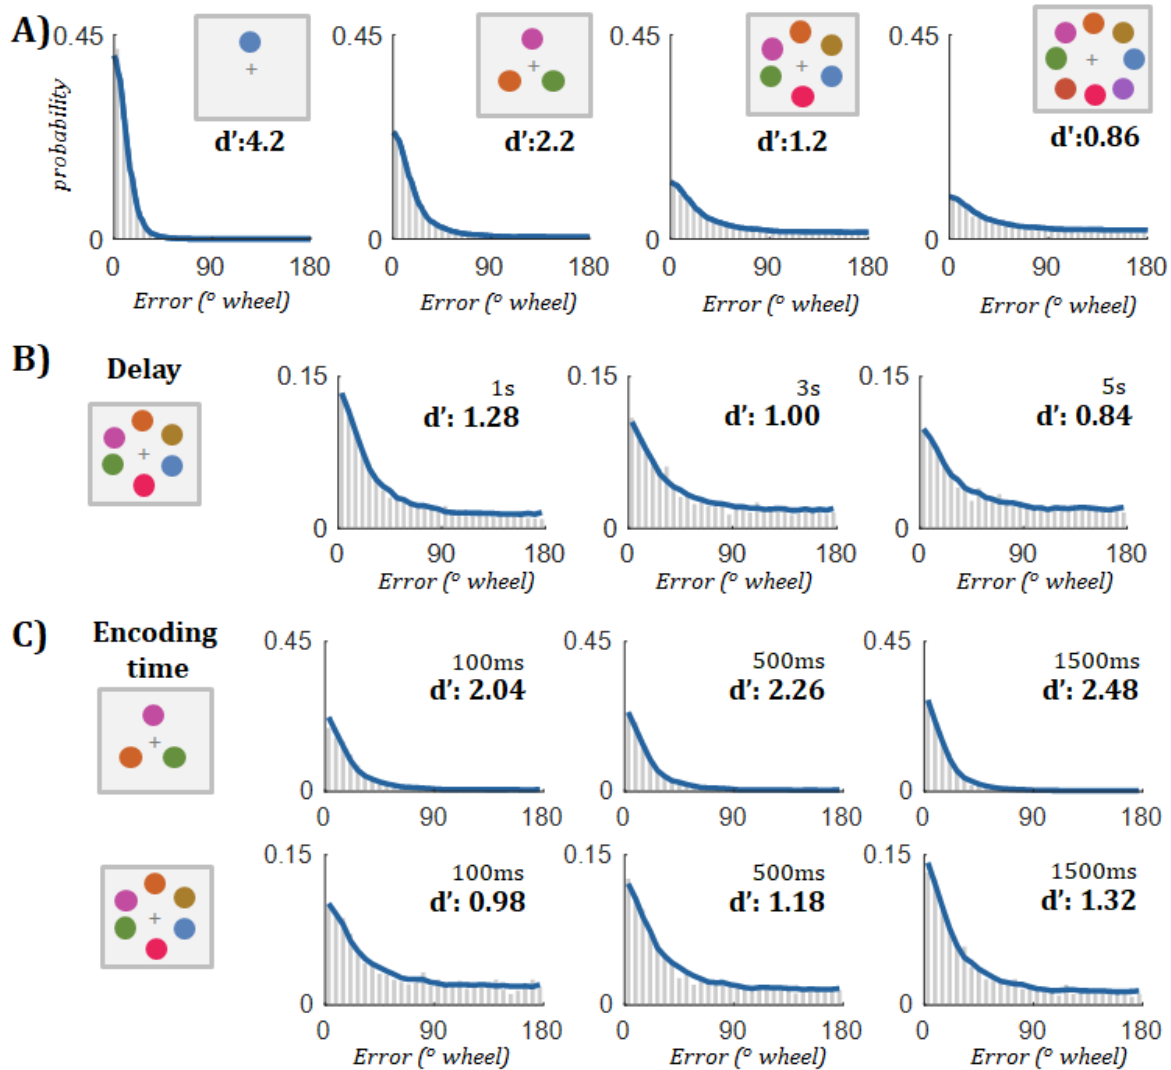 A)
0.45 0.45 0.45 0.45
+ + + +
d':4.2 d':2.2 d':1.2 d':0.86
probability
0 0 0 0
0 90 180 0 90 180 0 90 180 0 90 180
Error (° wheel) Error (° wheel) Error (° wheel) Error (° wheel)
B)
Delay
+
0.15 1s 0.15 3s 0.15 5s
d': 1.28 d': 1.00 d': 0.84
0 0 0
0 90 180 0 90 180 0 90 180
Error (° wheel) Error (° wheel) Error (° wheel)
C)
Encoding
time
+
0.45 100ms 0.45 500ms 0.45 1500ms
d': 2.04 d': 2.26 d': 2.48
0 0 0
0 90 180 0 90 180 0 90 180
+
0.15 100ms 0.15 500ms 0.15 1500ms
d': 0.98 d': 1.18 d': 1.32
0 0 0
0 90 180 0 90 180 0 90 180
Error (° wheel) Error (° wheel) Error (° wheel)